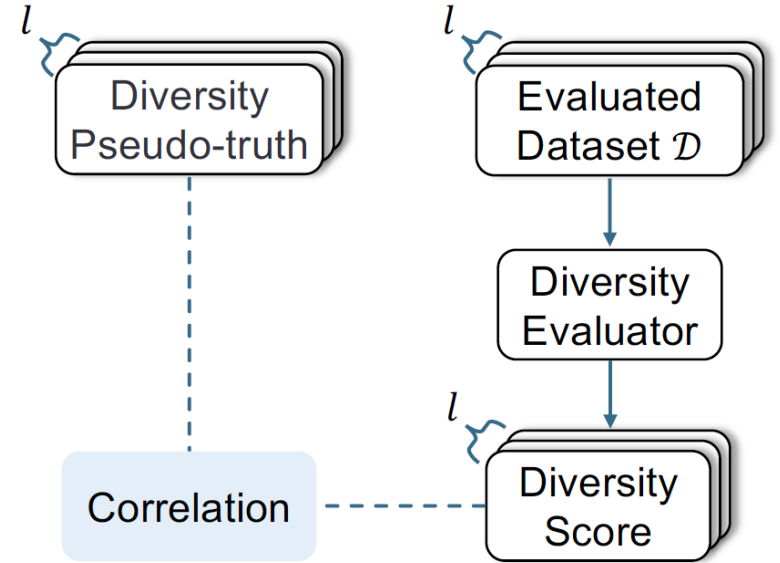 l
Diversity
Pseudo-truth
l
Evaluated
Dataset 𝒟
Diversity
Evaluator
l
Diversity
Score
Correlation